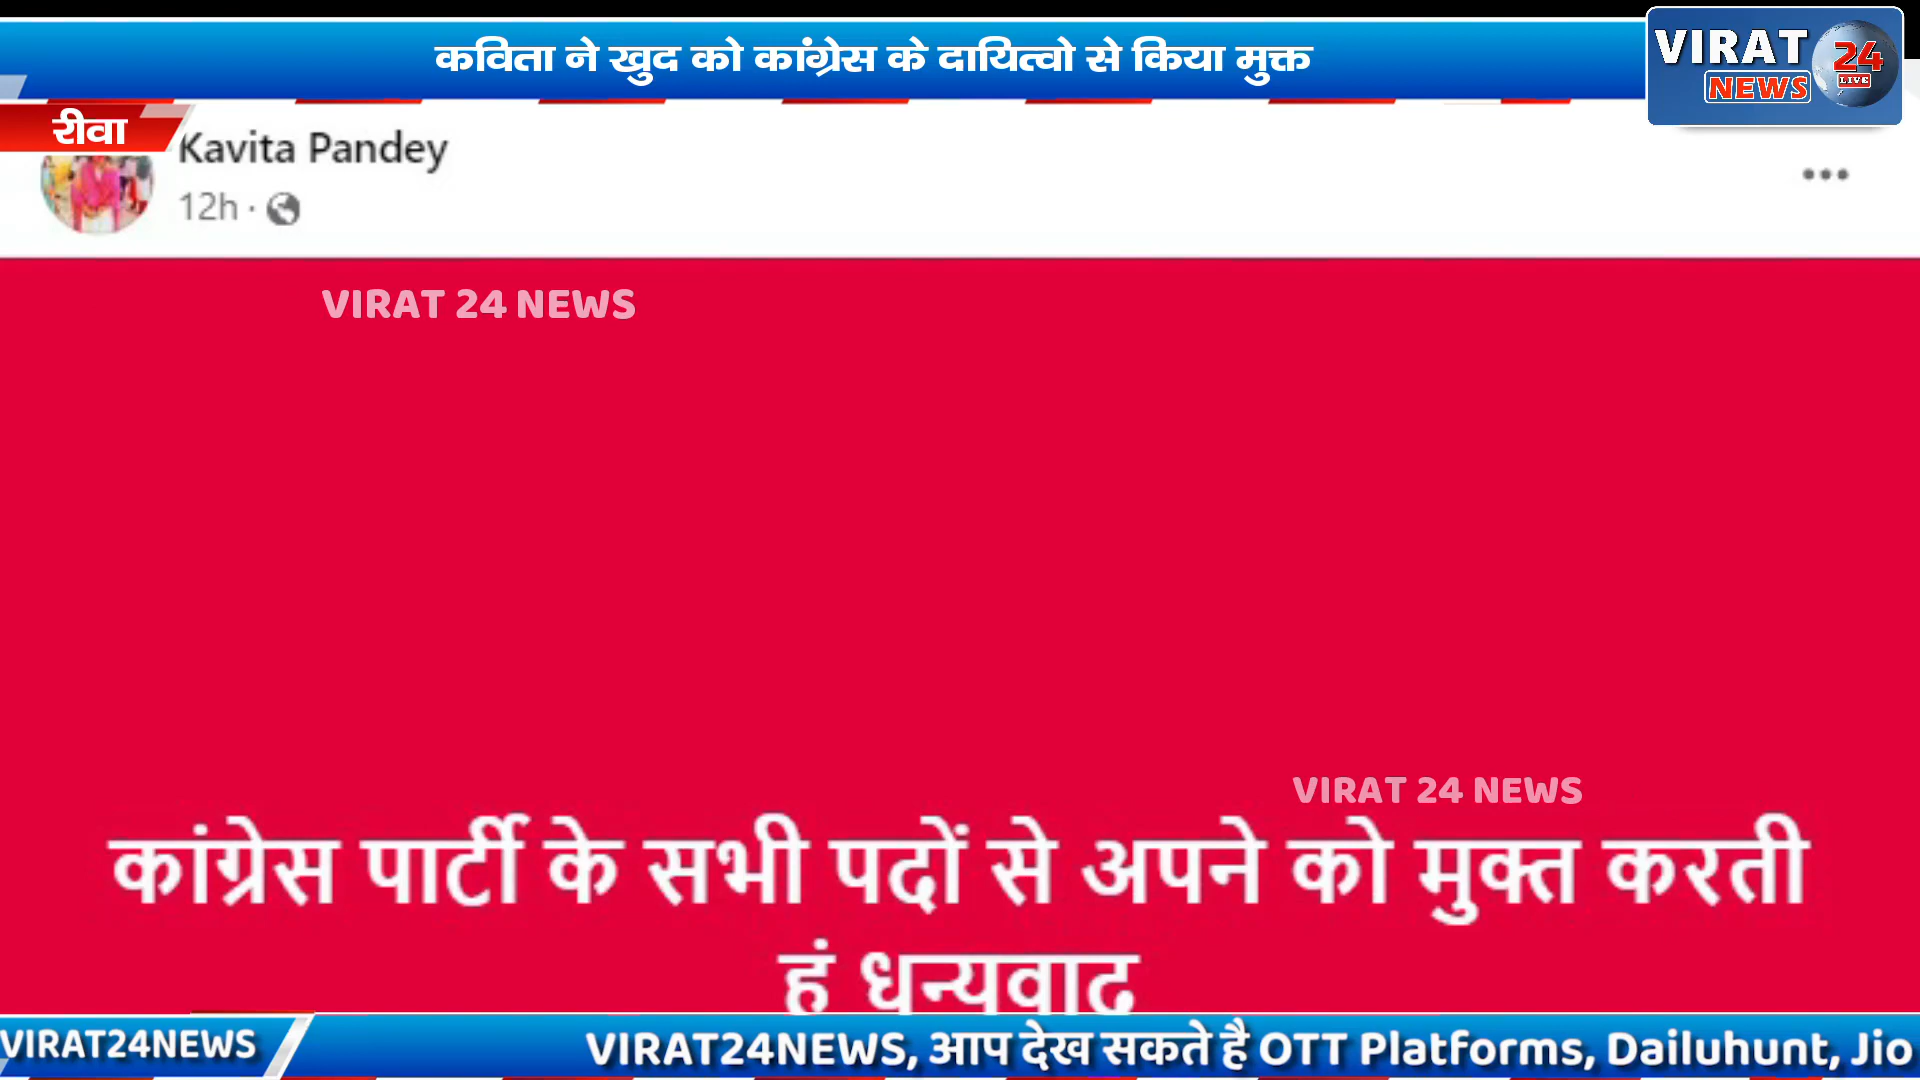 कविता ने खुद को कांग्रेस के दायित्वो से किया मुक्त
VIRAT 24
NEWS LIVE
रीवा
Kavita Pandey
12h ·
VIRAT 24 NEWS
VIRAT 24 NEWS
कांग्रेस पार्टी के सभी पदों से अपने को मुक्त करती
हं धन्यवाद
VIRAT24NEWS
VIRAT24NEWS, आप देख सकते है OTT Platforms, Dailuhunt, Jio